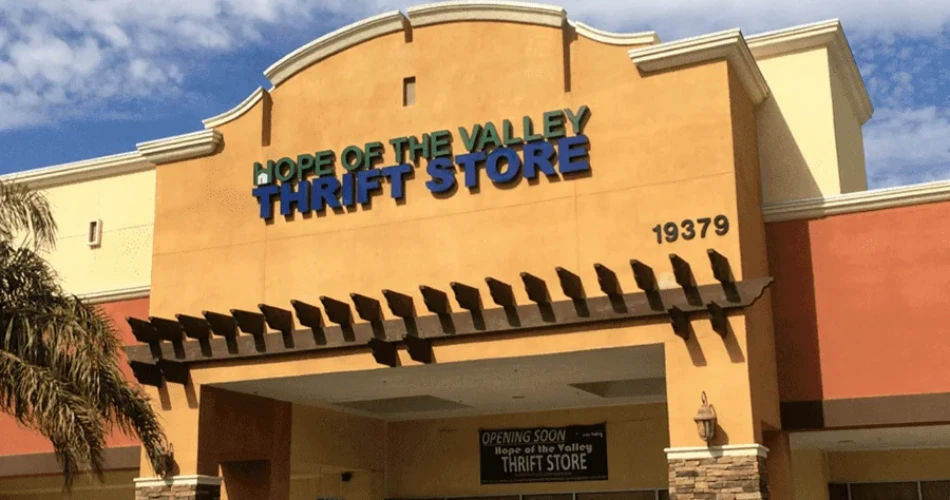 HOPE OF THE VALLEY
THRIFT STORE
19379
OPENING SOON
Hope of the Valley
THRIFT STORE